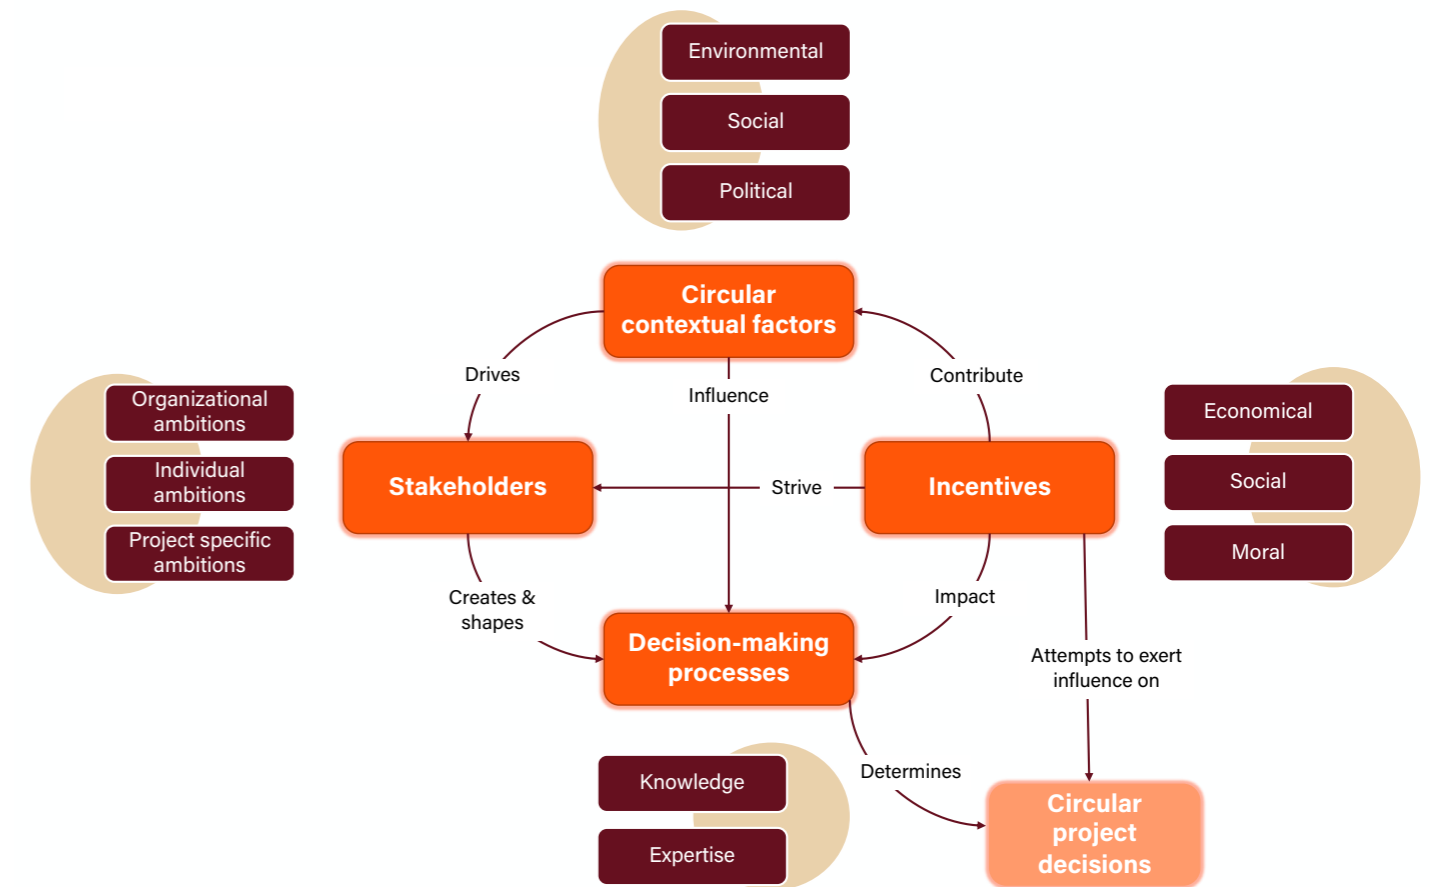 Environmental
Social
Political
Circular
contextual factors
Drives
Influence
Contribute
Organizational
ambitions
Individual
ambitions
Project specific
ambitions
Stakeholders
Strive
Incentives
Economical
Social
Moral
Creates &
shapes
Impact
Decision-making
processes
Attempts to exert
influence on
Knowledge
Expertise
Determines
Circular
project
decisions